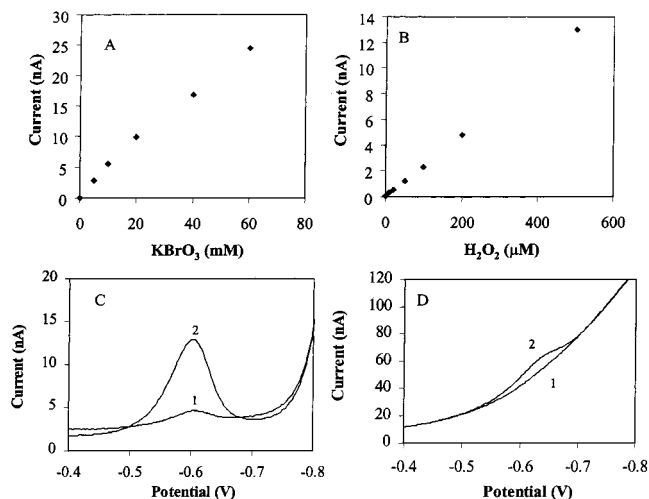 A
Current (nA)
30
25
20
15
10
5
0
0 20 40 60 80
KBrO₃ (mM)
B
Current (nA)
14
12
10
8
6
4
2
0
0 200 400 600
H₂O₂ (µM)
C
Current (nA)
20
15
10
5
0
2
1
-0.4 -0.5 -0.6 -0.7 -0.8
Potential (V)
D
Current (nA)
120
100
80
60
40
20
0
2
1
-0.4 -0.5 -0.6 -0.7 -0.8
Potential (V)